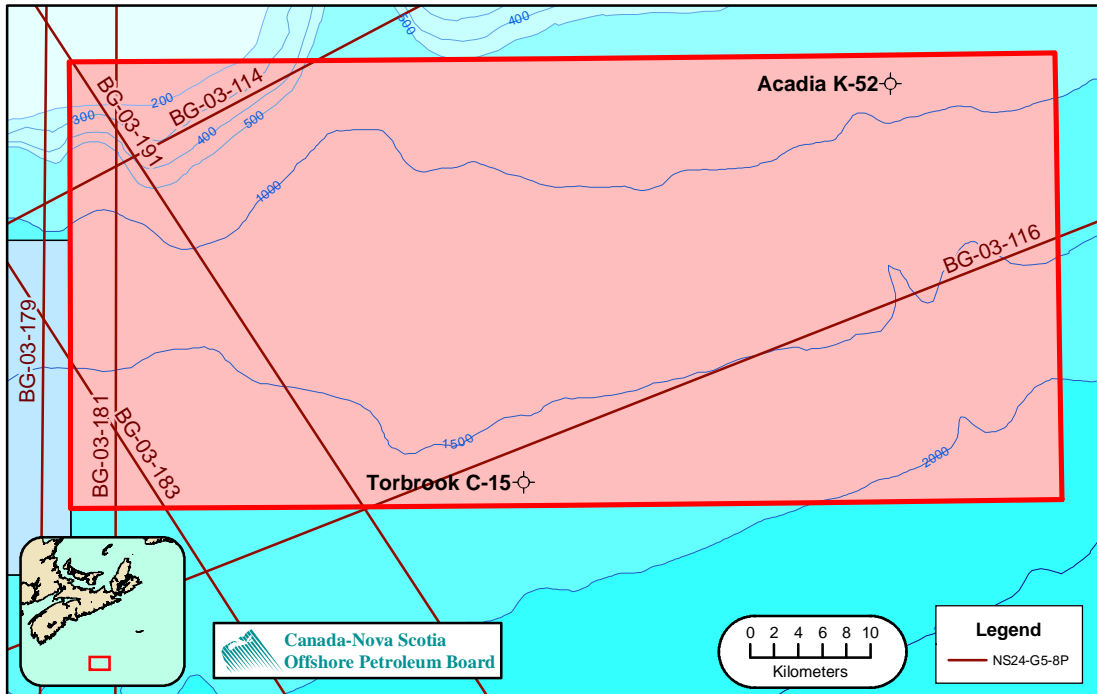 500
400
Acadia K-52
BG-03-114
200
300
BG-03-191
400
500
1000
BG-03-116
BG-03-179
BG-03-181
BG-03-183
1500
2000
Torbrook C-15
Canada-Nova Scotia
Offshore Petroleum Board
0 2 4 6 8 10
Kilometers
Legend
NS24-G5-8P